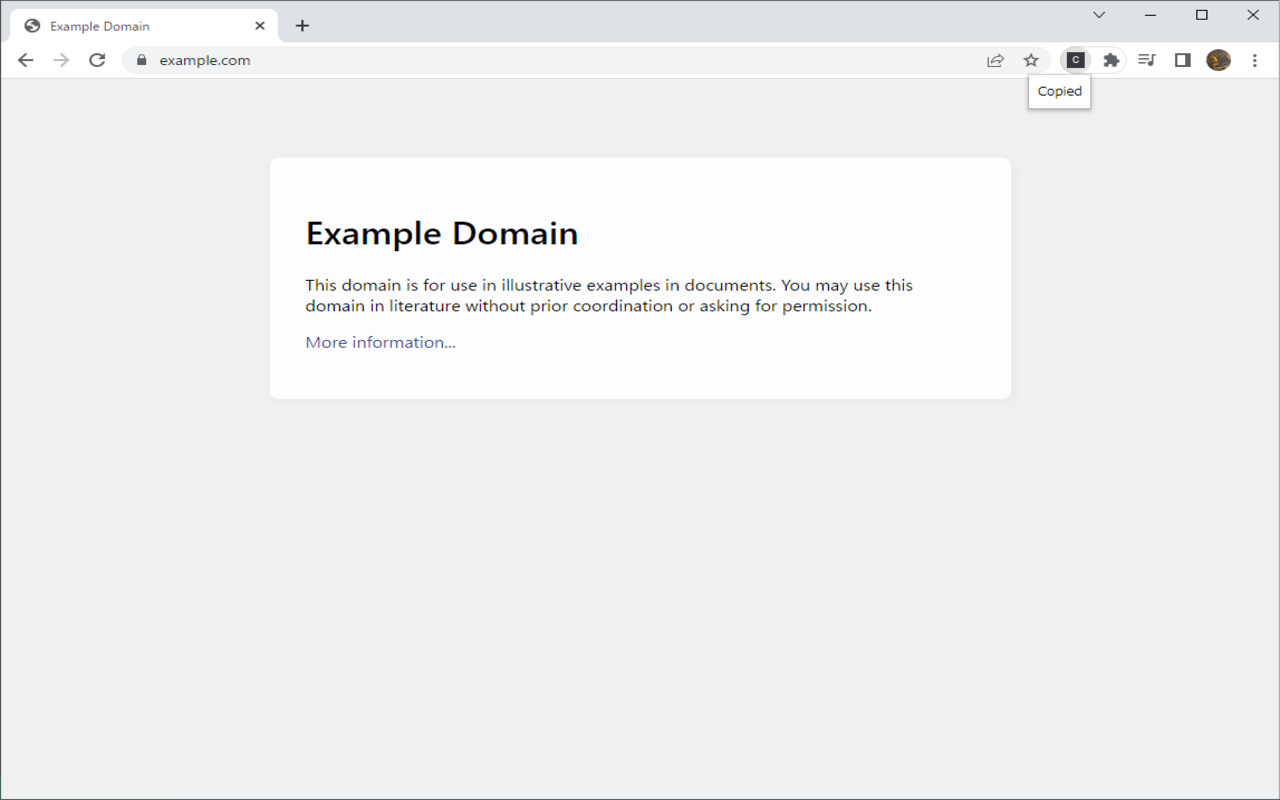 Example Domain
example.com
C
Copied
Example Domain
This domain is for use in illustrative examples in documents. You may use this
domain in literature without prior coordination or asking for permission.
More information...